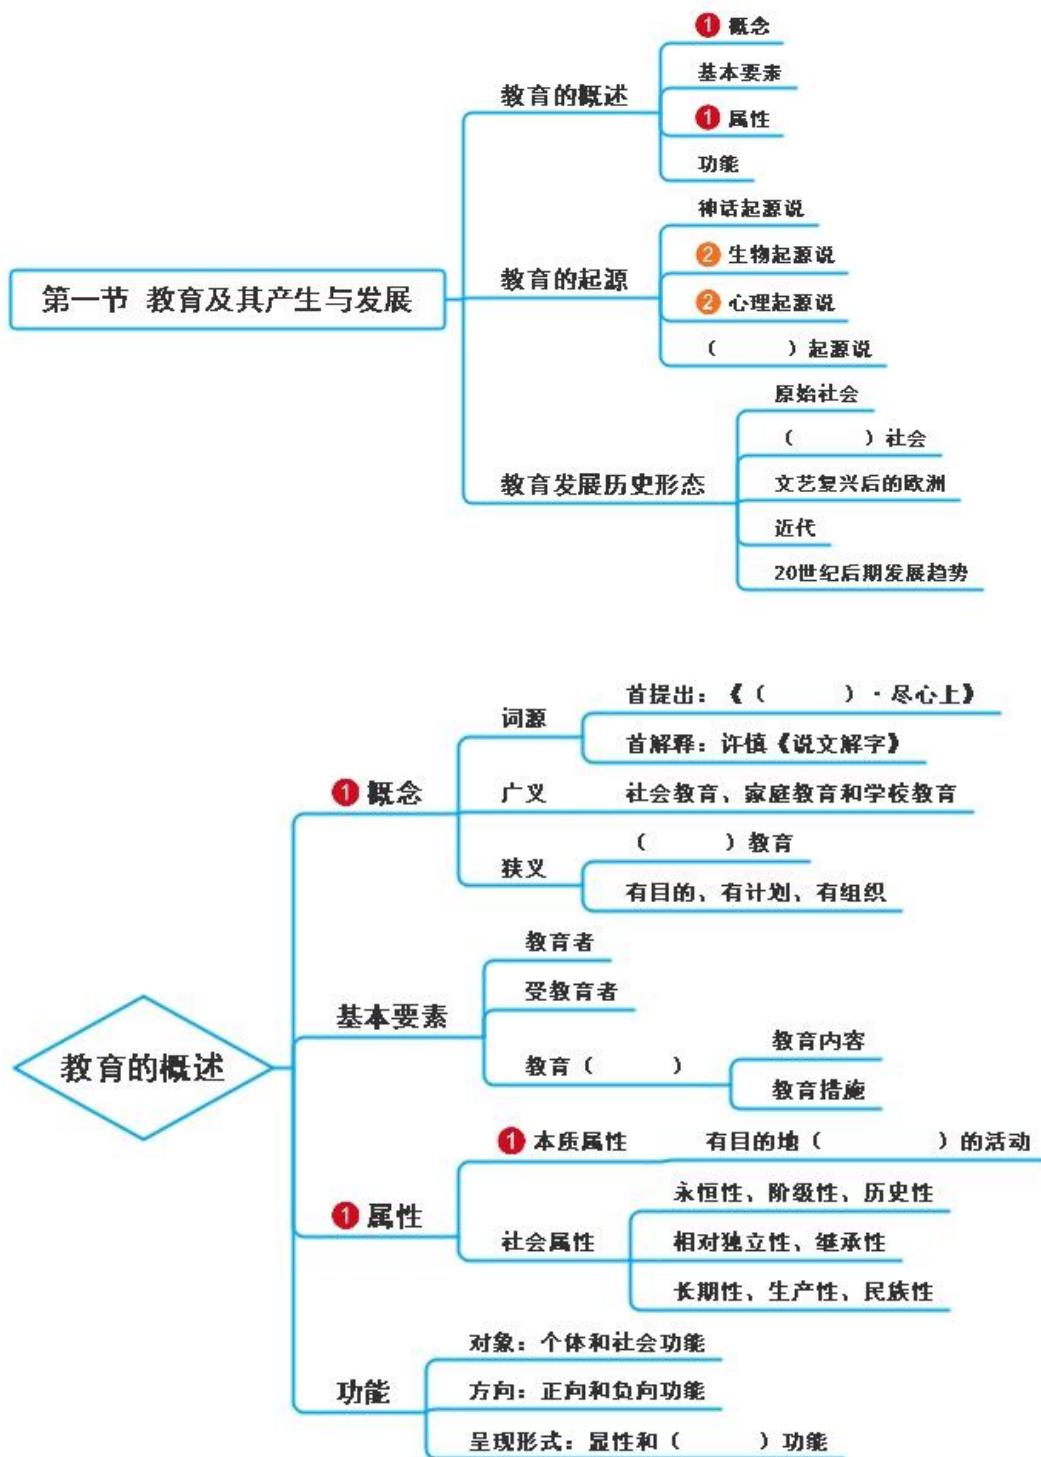 第一节 教育及其产生与发展
教育的概述
1 概念
基本要素
1 属性
功能
教育的起源
神话起源说
2 生物起源说
2 心理起源说
（ ）起源说
教育发展历史形态
原始社会
（ ）社会
文艺复兴后的欧洲
近代
20世纪后期发展趋势
教育的概述
1 概念
词源
首提出：《（ ）·尽心上》
首解释：许慎《说文解字》
广义
社会教育、家庭教育和学校教育
狭义
（ ）教育
有目的、有计划、有组织
基本要素
教育者
受教育者
教育（ ）
教育内容
教育措施
1 属性
1 本质属性
有目的地（ ）的活动
社会属性
永恒性、阶级性、历史性
相对独立性、继承性
长期性、生产性、民族性
功能
对象：个体和社会功能
方向：正向和负向功能
呈现形式：显性和（ ）功能